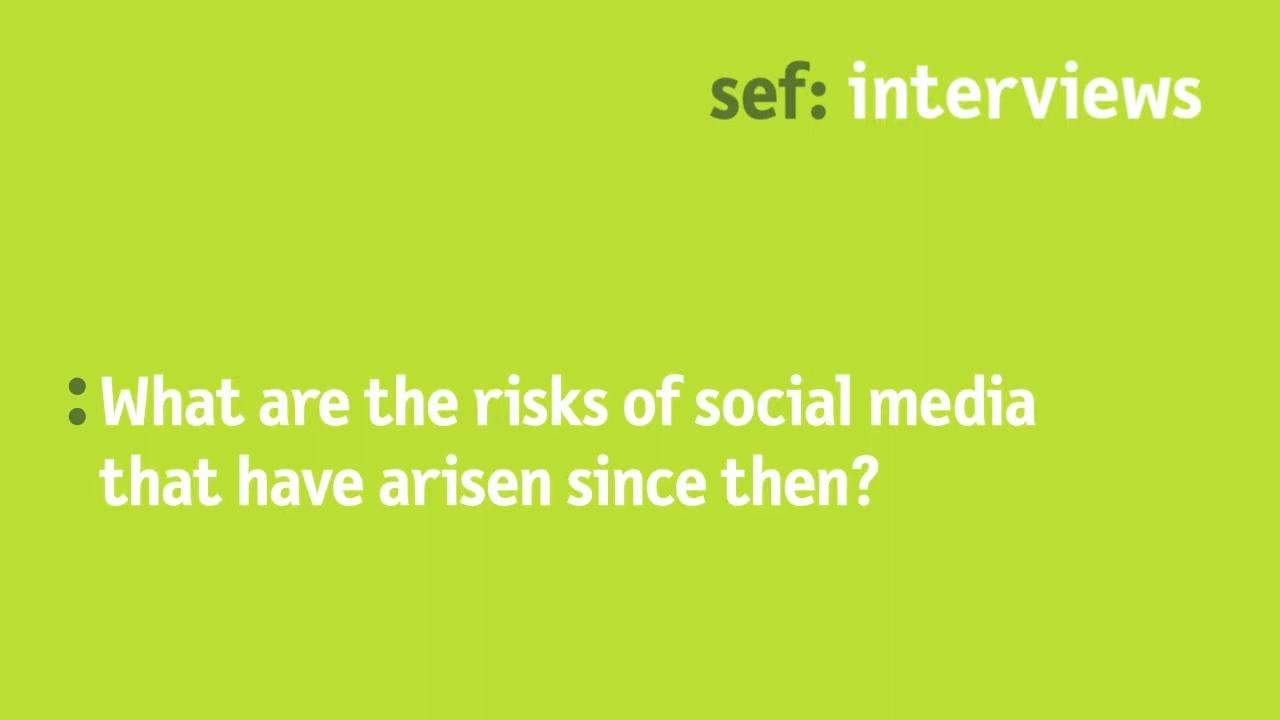 sef: interviews
:What are the risks of social media
that have arisen since then?